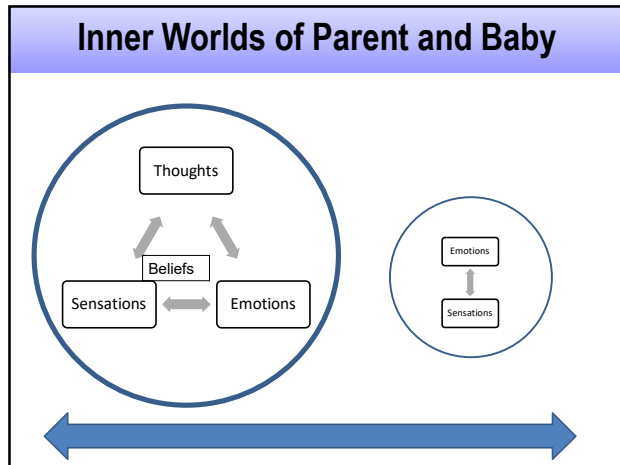 Inner Worlds of Parent and Baby
Thoughts
Beliefs
Sensations
Emotions
Emotions
Sensations